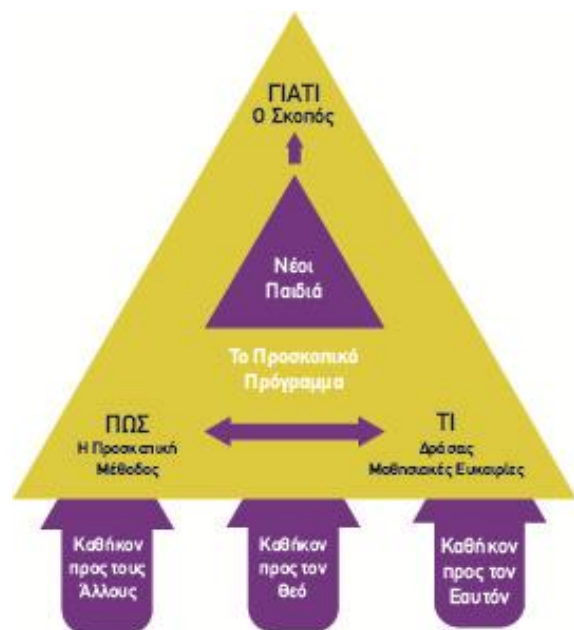 ΓΙΑΤΙ
Ο Σκοπός
Νέοι
Παιδιά
Το Προσκοπικό
Πρόγραμμα
ΠΩΣ
Η Προσκοπική
Μέθοδος
ΤΙ
Δράσεις
Μαθησιακές Ευκαιρίες
Καθήκον
προς τους
Άλλους
Καθήκον
προς τον
Θεό
Καθήκον
προς τον
Εαυτόν